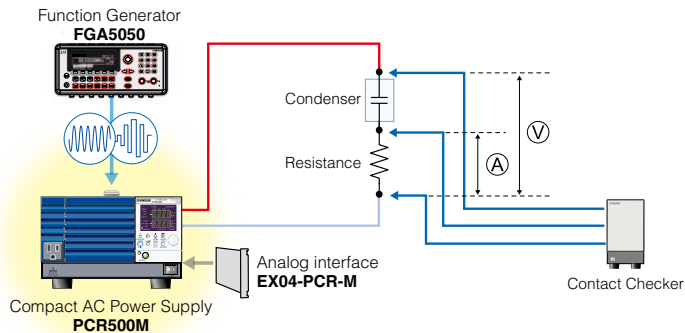 Function Generator
FGA5050
Condenser
Resistance
V
A
Analog interface
EX04-PCR-M
Contact Checker
Compact AC Power Supply
PCR500M